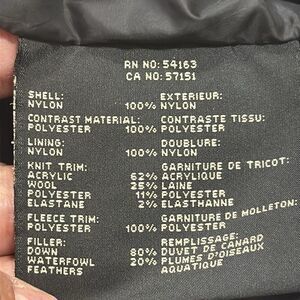 RN NO: 54163
CA NO: 57151
SHELL: EXTERIEUR:
NYLON 100% NYLON
CONTRAST MATERIAL: CONTRASTE TISSU:
POLYESTER 100% POLYESTER
LINING: DOUBLURE:
NYLON 100% NYLON
KNIT TRIM: GARNITURE DE TRICOT:
ACRYLIC 62% ACRYLIQUE
WOOL 25% LAINE
POLYESTER 11% POLYESTER
ELASTANE 2% ELASTHANNE
FLEECE TRIM: GARNITURE DE MOLLETON:
POLYESTER 100% POLYESTER
FILLER: REMPLISSAGE:
DOWN 80% DUVET DE CANARD
WATERFOWL 20% PLUMES D'OISEAUX
FEATHERS AQUATIQUE